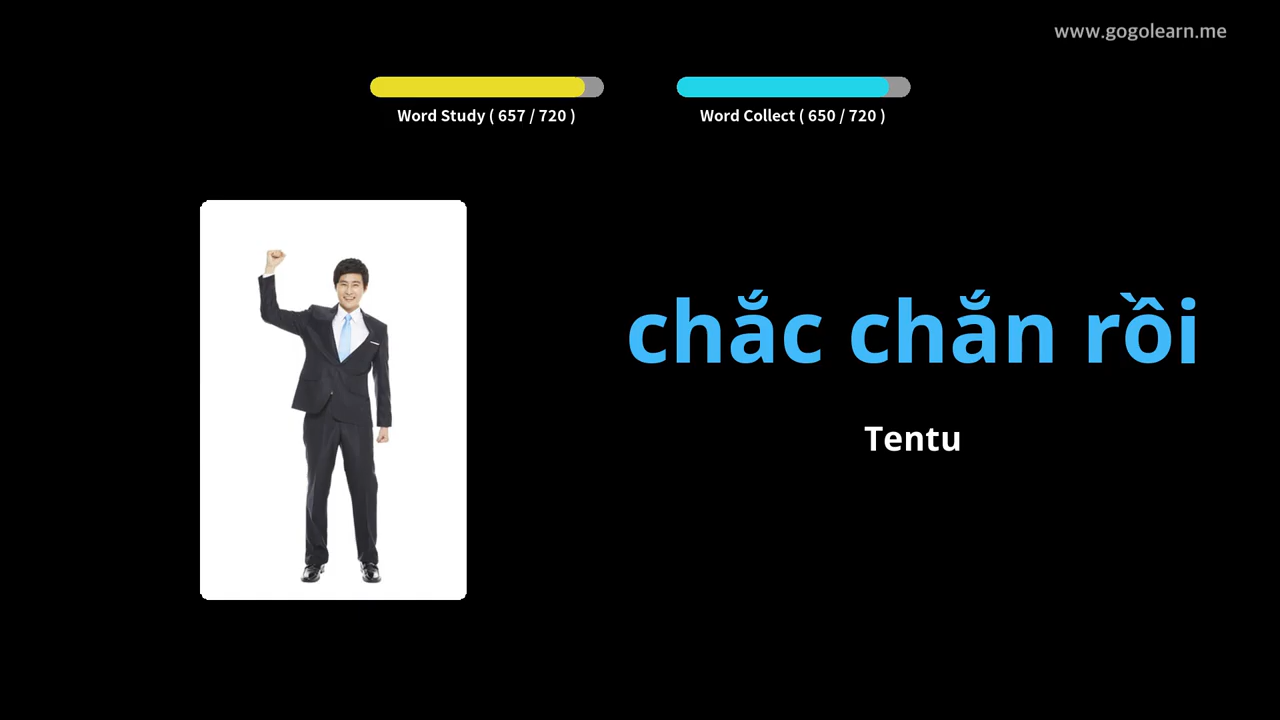 www.gogolearn.me
Word Study ( 657 / 720 )
Word Collect ( 650 / 720 )
chắc chắn rồi
Tentu